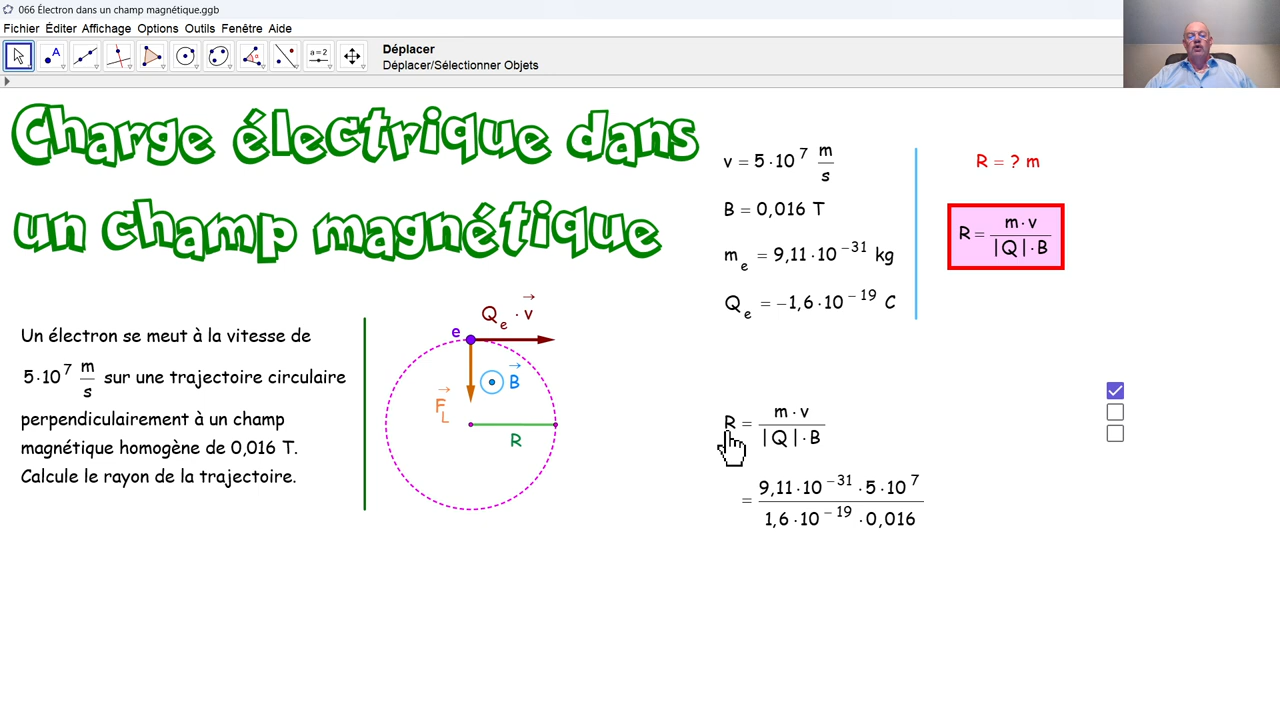 066 Électron dans un champ magnétique.ggb
Fichier Éditer Affichage Options Outils Fenêtre Aide
A
a=2
Déplacer
Déplacer/Sélectionner Objets
Charge électrique dans
un champ magnétique
Un électron se meut à la vitesse de
5·10⁷ m/s sur une trajectoire circulaire
perpendiculairement à un champ
magnétique homogène de 0,016 T.
Calcule le rayon de la trajectoire.
Qₑ · v⃗
e
B⃗
F⃗_L
R
v = 5·10⁷ m/s
B = 0,016 T
mₑ = 9,11·10⁻³¹ kg
Qₑ = −1,6·10⁻¹⁹ C
R = ? m
R = m·v / |Q|·B
R = m·v / |Q|·B
= 9,11·10⁻³¹·5·10⁷ / 1,6·10⁻¹⁹·0,016